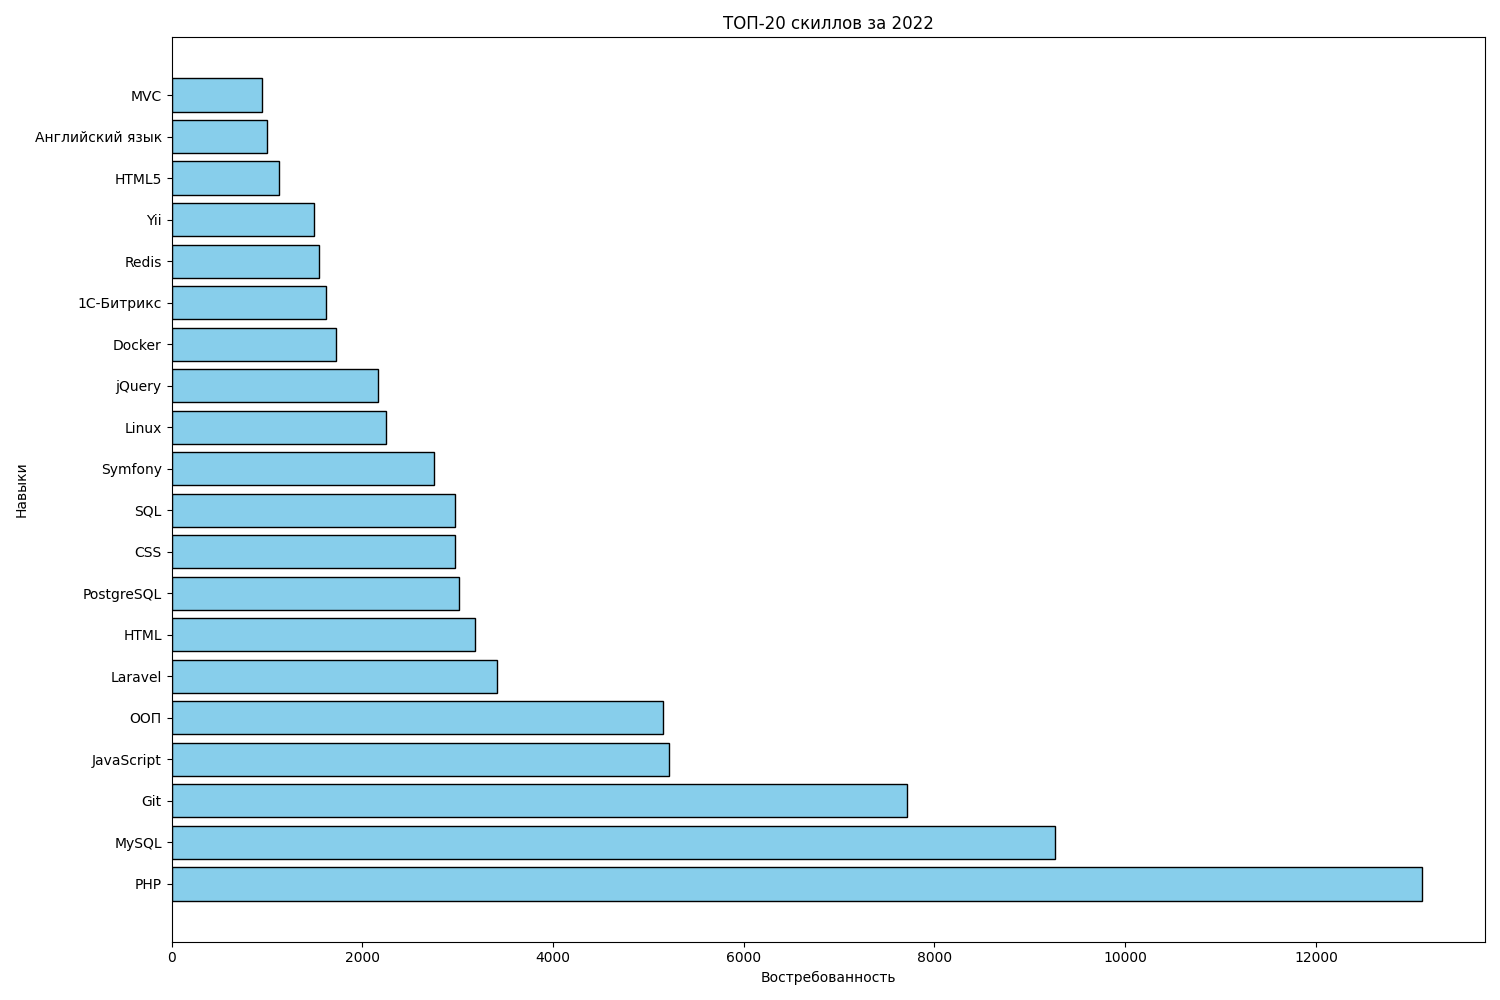 ТОП-20 скиллов за 2022
MVC
Английский язык
HTML5
Yii
Redis
1С-Битрикс
Docker
jQuery
Linux
Symfony
SQL
CSS
PostgreSQL
HTML
Laravel
ООП
JavaScript
Git
MySQL
PHP
Навыки
0 2000 4000 6000 8000 10000 12000
Востребованность